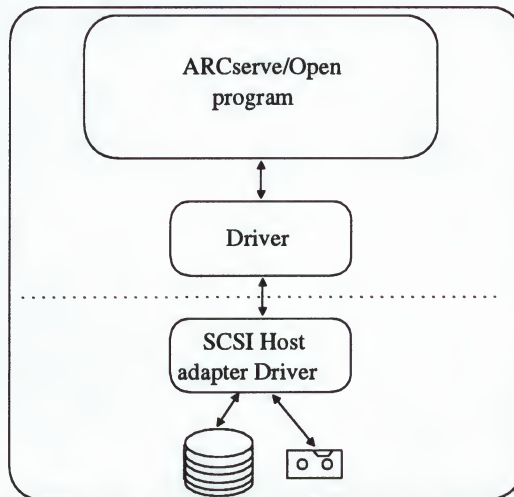 ARCserve/Open
program
Driver
SCSI Host
adapter Driver